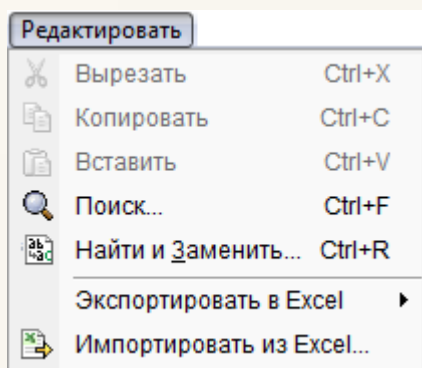 Редактировать
Вырезать Ctrl+X
Копировать Ctrl+C
Вставить Ctrl+V
Поиск... Ctrl+F
Найти и Заменить... Ctrl+R
Экспортировать в Excel
Импортировать из Excel...